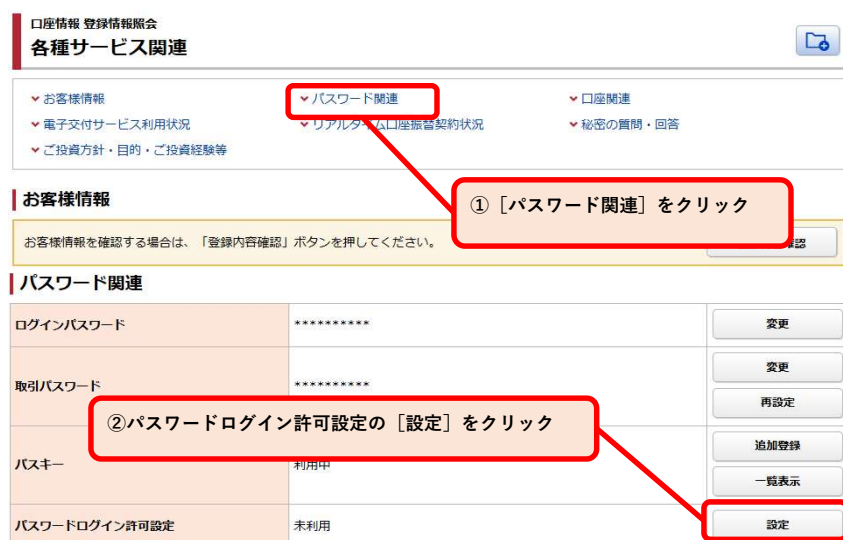 口座情報 登録情報照会
各種サービス関連
お客様情報
パスワード関連
口座関連
電子交付サービス利用状況
リアルタイム口座振替契約状況
秘密の質問・回答
ご投資方針・目的・ご投資経験等
①［パスワード関連］をクリック
お客様情報
お客様情報を確認する場合は、「登録内容確認」ボタンを押してください。
パスワード関連
ログインパスワード
**********
変更
取引パスワード
**********
変更
再設定
②パスワードログイン許可設定の［設定］をクリック
パスキー
利用中
追加登録
一覧表示
パスワードログイン許可設定
未利用
設定